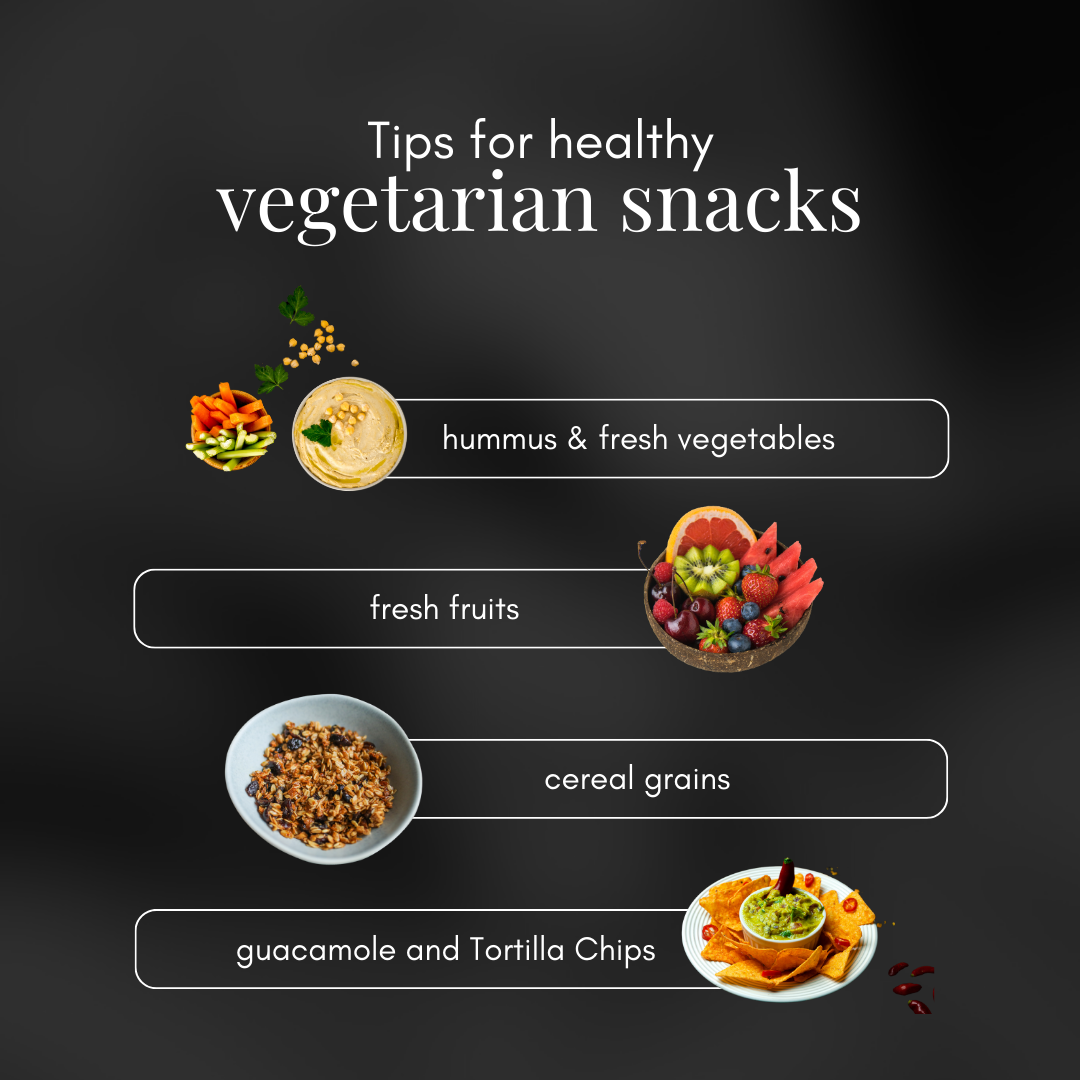 Tips for healthy
vegetarian snacks
hummus & fresh vegetables
fresh fruits
cereal grains
guacamole and Tortilla Chips